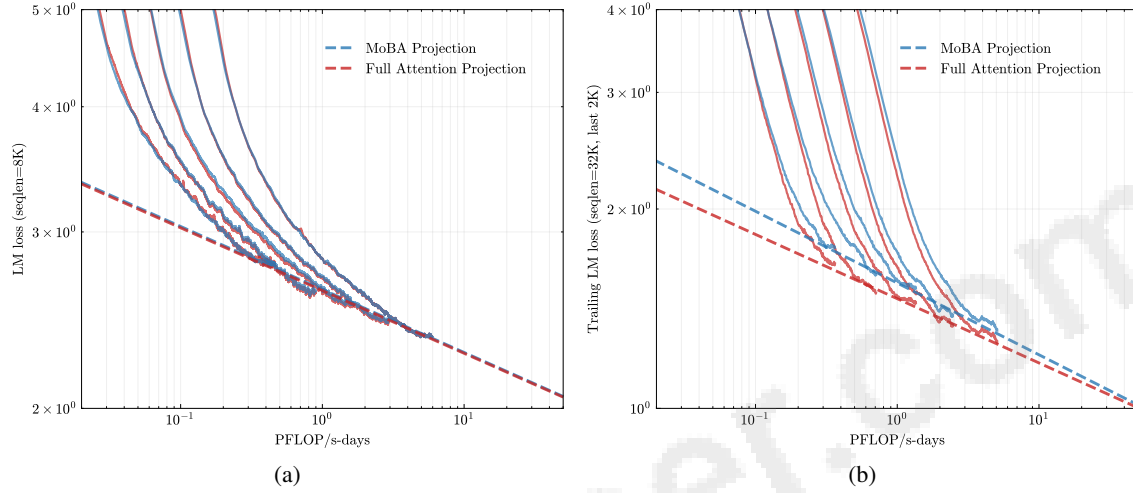 5 × 10⁰
4 × 10⁰
3 × 10⁰
2 × 10⁰
LM loss (seqlen=8K)
MoBA Projection
Full Attention Projection
10⁻¹ 10⁰ 10¹
PFLOP/s-days
(a)
4 × 10⁰
3 × 10⁰
2 × 10⁰
10⁰
Trailing LM loss (seqlen=32K, last 2K)
MoBA Projection
Full Attention Projection
10⁻¹ 10⁰ 10¹
PFLOP/s-days
(b)
er.com